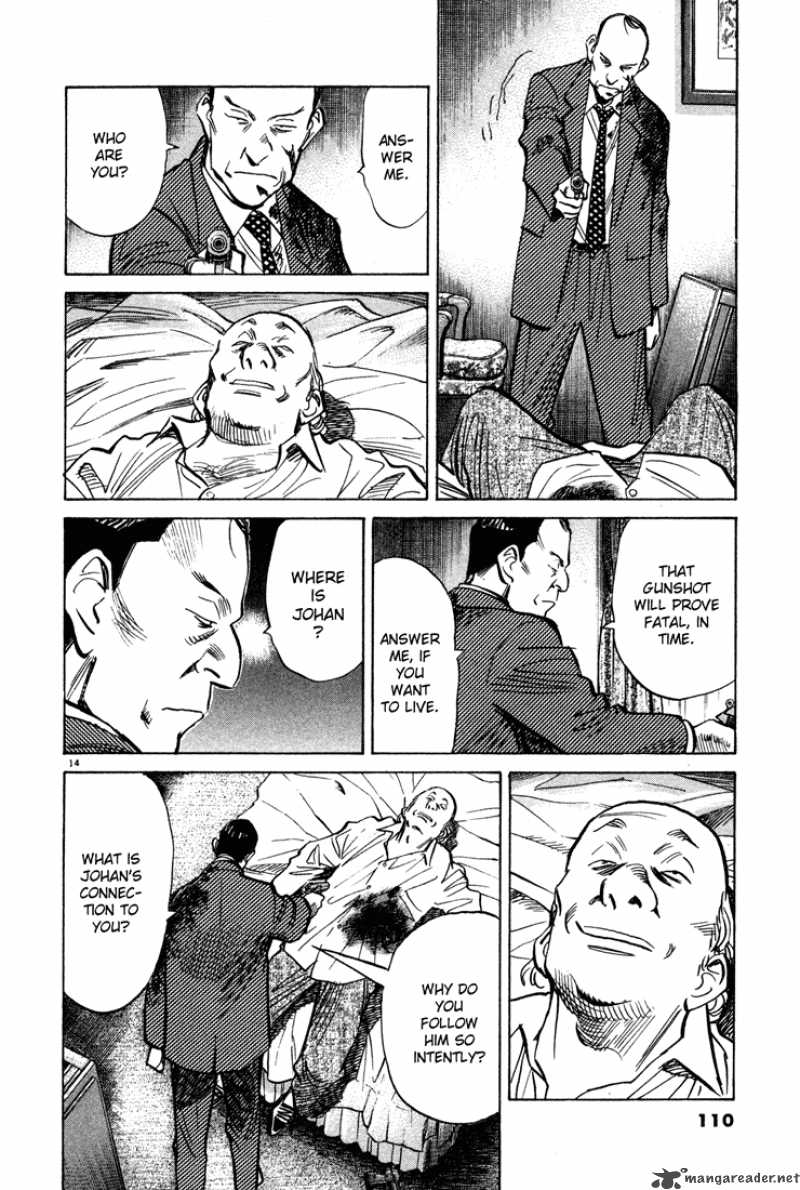 ANS-
WER
ME.
WHO
ARE
YOU?
THAT
GUNSHOT
WILL PROVE
FATAL, IN
TIME.
ANSWER
ME, IF
YOU
WANT
TO LIVE.
WHERE
IS
JOHAN
?
14
WHAT IS
JOHAN'S
CONNEC-
TION TO
YOU?
WHY DO
YOU
FOLLOW
HIM SO
INTENTLY?
110
mangareader.net